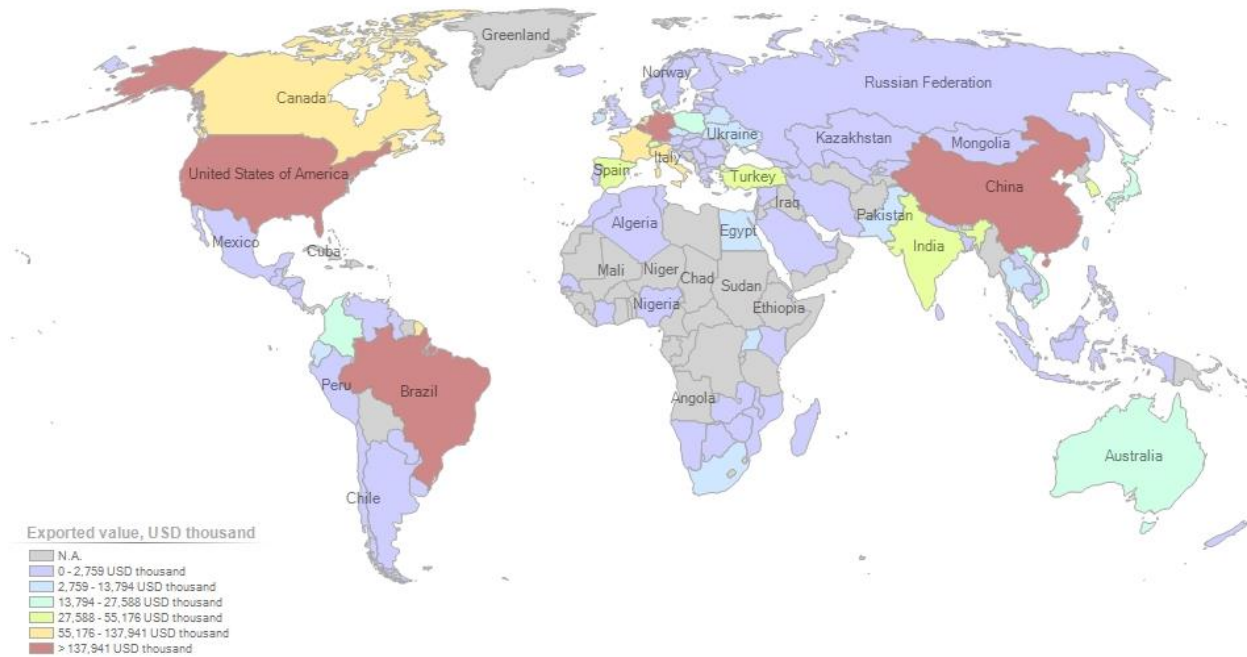 Greenland
Norway
Russian Federation
Canada
Ukraine
Kazakhstan
Mongolia
Italy
Spain
Turkey
United States of America
China
Iraq
Pakistan
Algeria
Egypt
India
Mexico
Cuba
Mali
Niger
Chad
Sudan
Nigeria
Ethiopia
Peru
Brazil
Angola
Australia
Chile
Exported value, USD thousand
N.A.
0 - 2,759 USD thousand
2,759 - 13,794 USD thousand
13,794 - 27,588 USD thousand
27,588 - 55,176 USD thousand
55,176 - 137,941 USD thousand
> 137,941 USD thousand